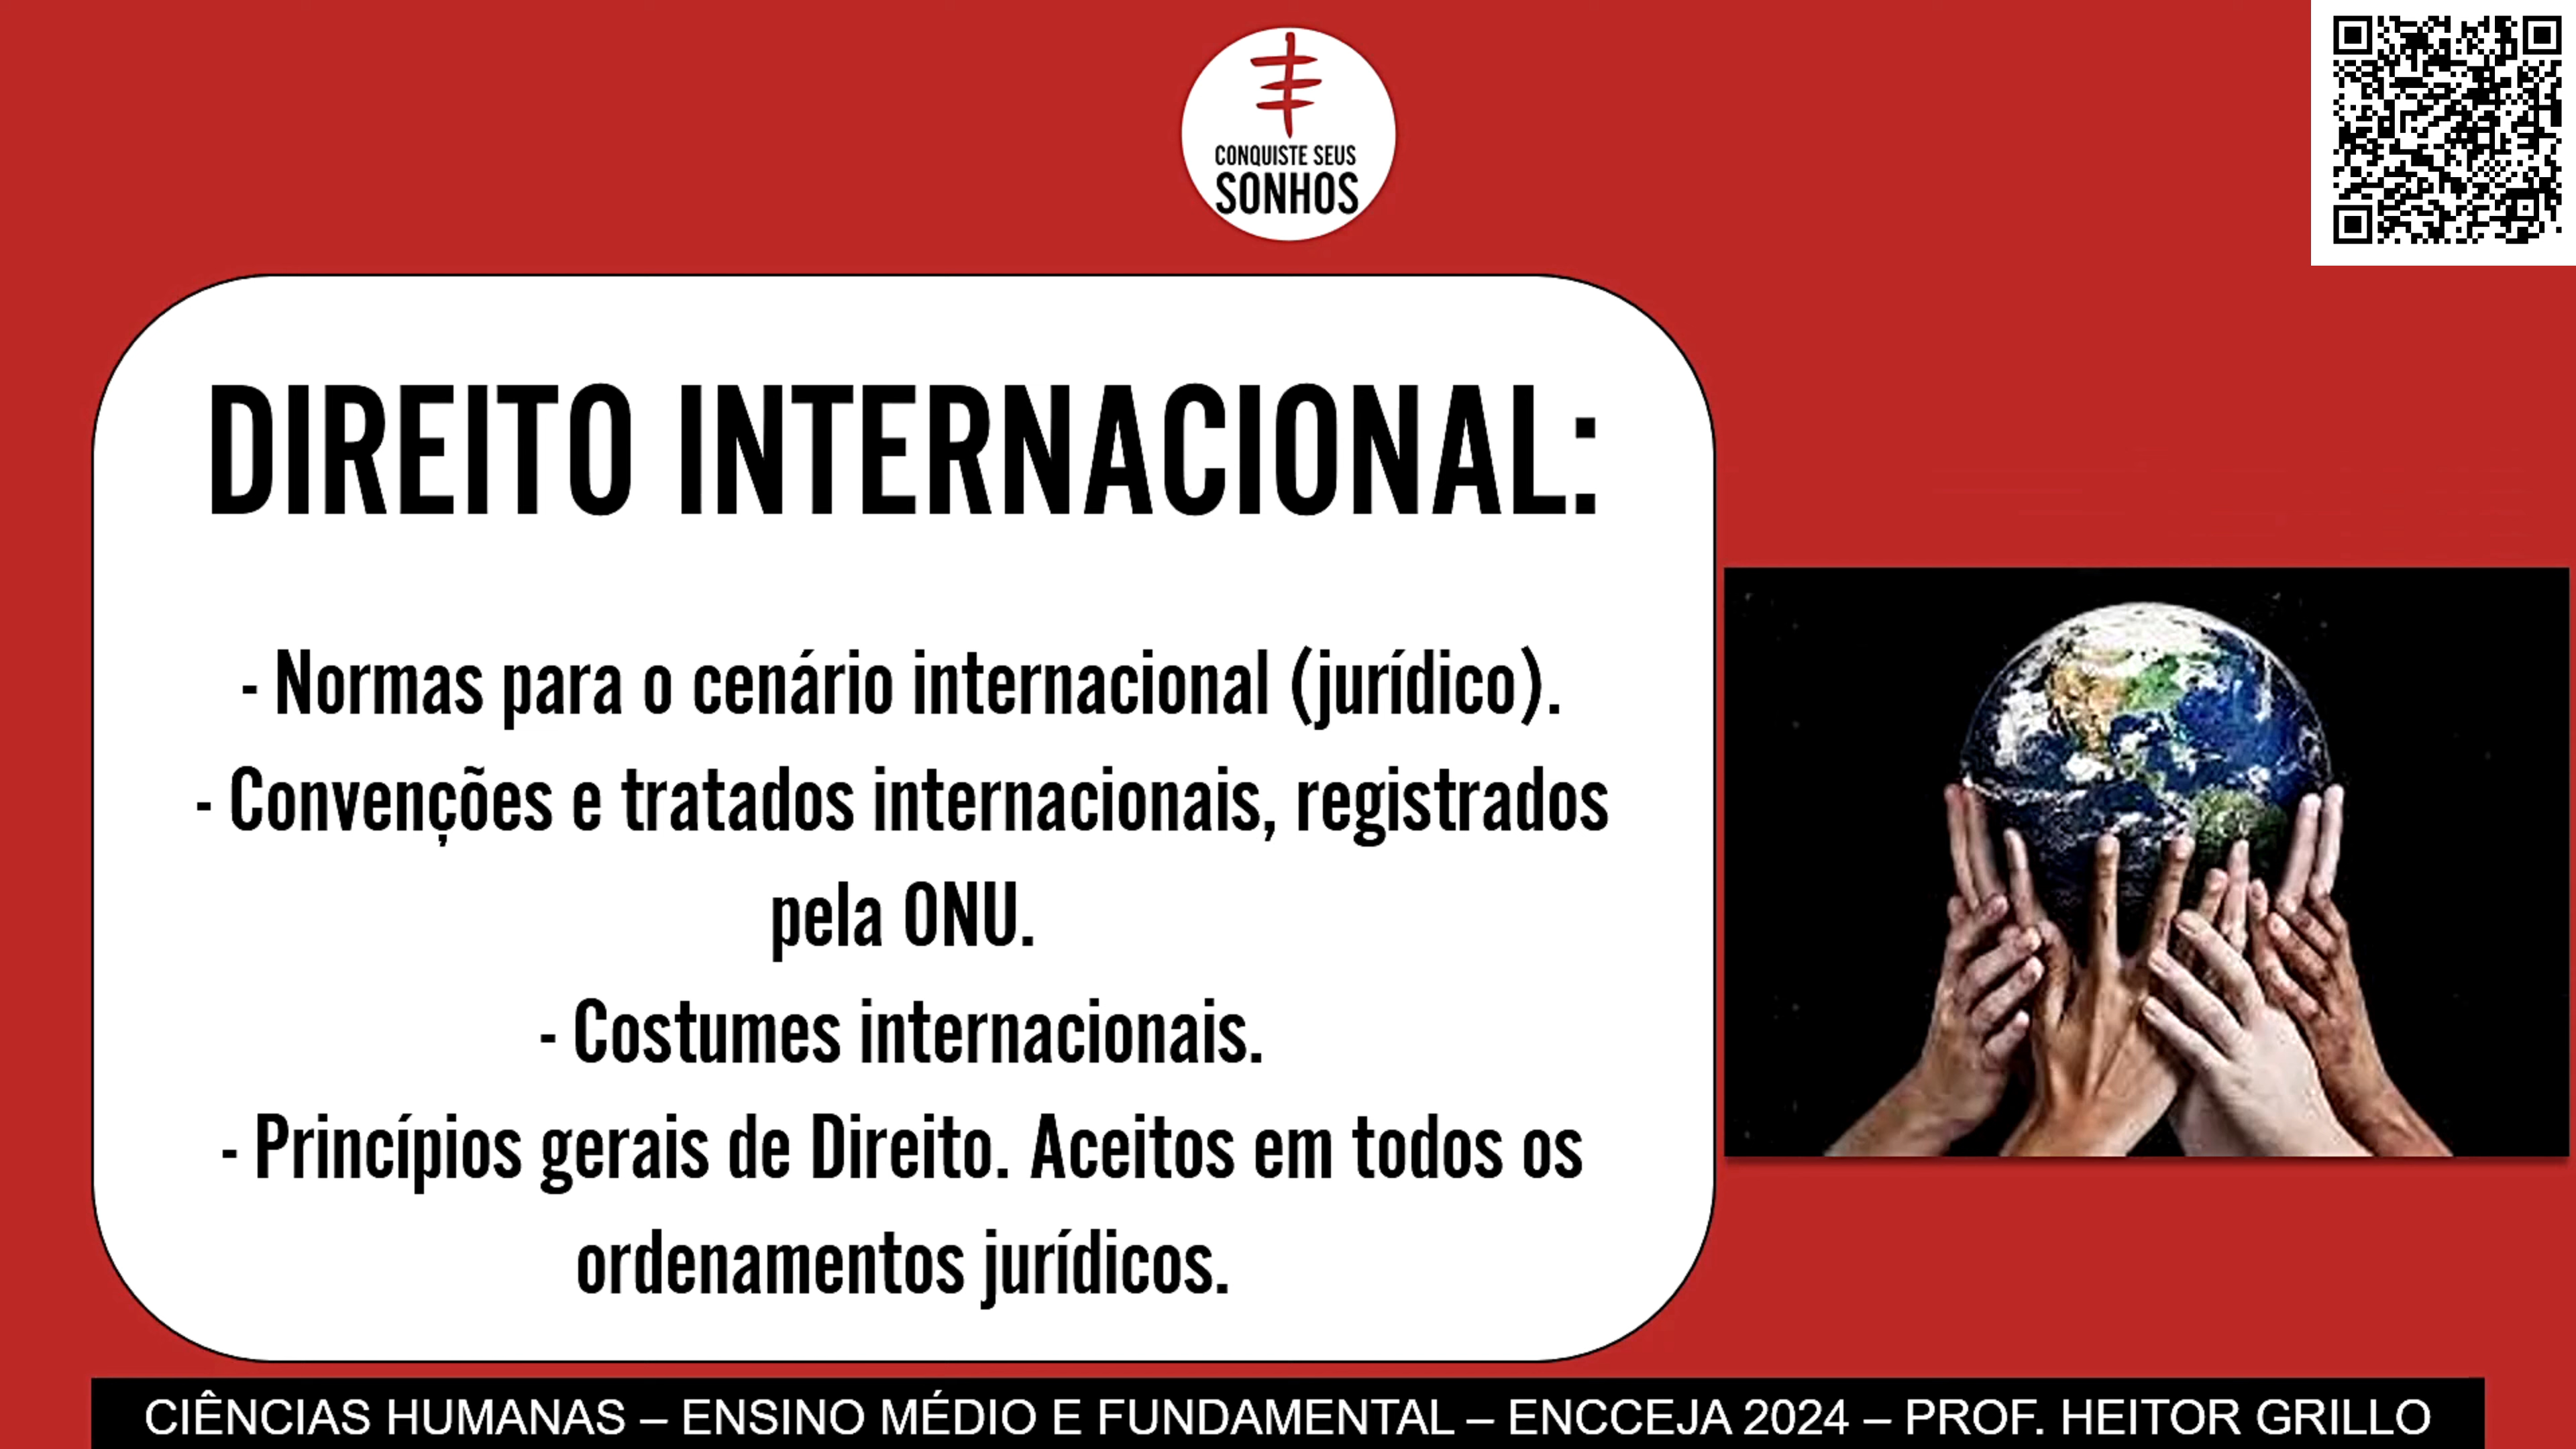 CONQUISTE SEUS
SONHOS
DIREITO INTERNACIONAL:
- Normas para o cenário internacional (jurídico).
- Convenções e tratados internacionais, registrados
pela ONU.
- Costumes internacionais.
- Princípios gerais de Direito. Aceitos em todos os
ordenamentos jurídicos.
CIÊNCIAS HUMANAS – ENSINO MÉDIO E FUNDAMENTAL – ENCCEJA 2024 – PROF. HEITOR GRILLO